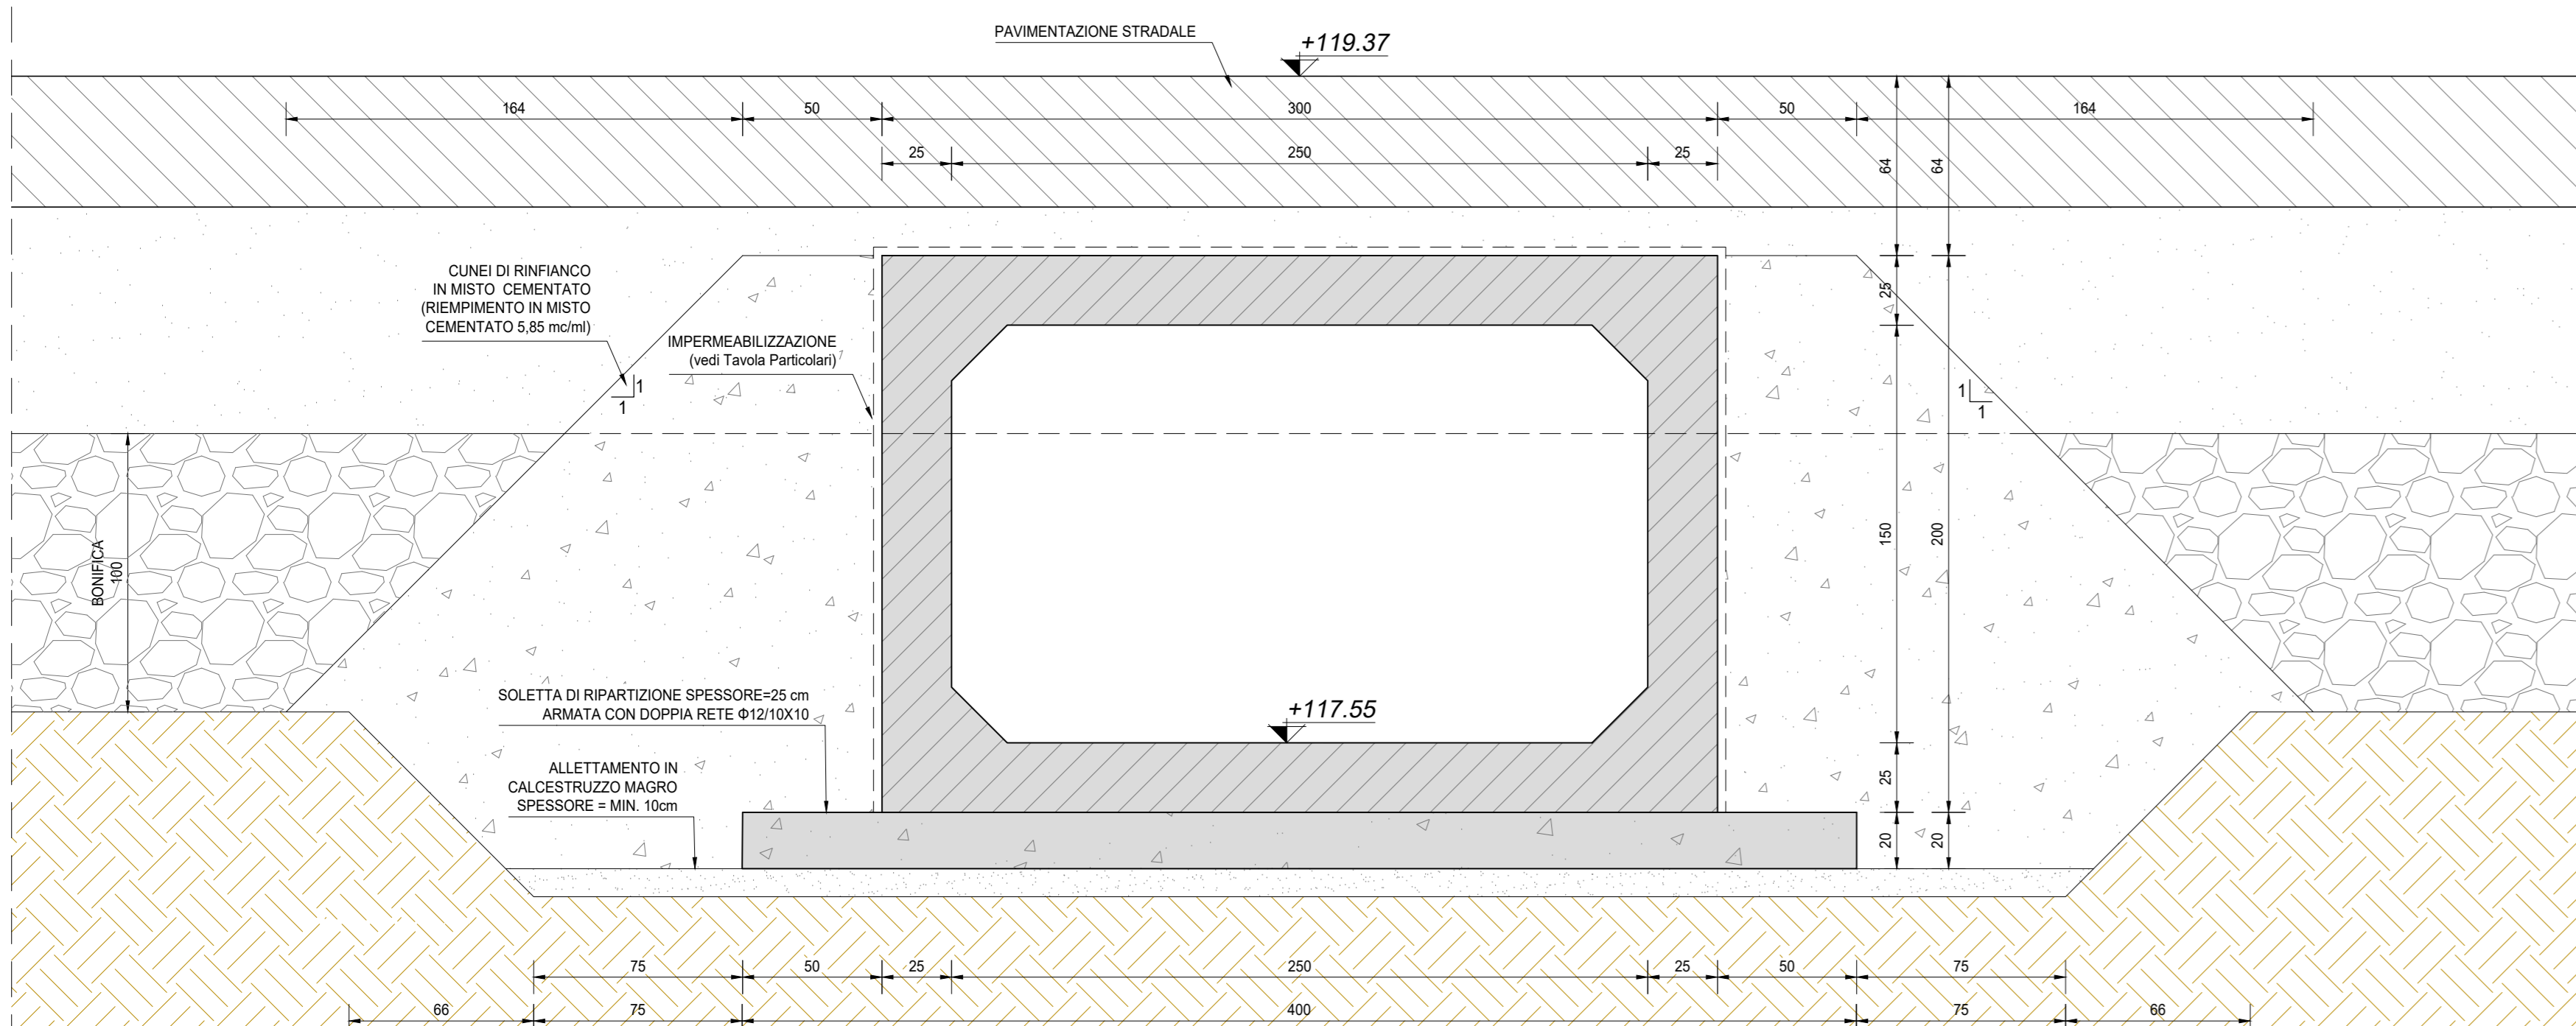 PAVIMENTAZIONE STRADALE
+119.37
164
50
300
50
164
25
250
25
64
64
CUNEI DI RINFIANCO
IN MISTO CEMENTATO
(RIEMPIMENTO IN MISTO
CEMENTATO 5,85 mc/ml)
IMPERMEABILIZZAZIONE
(vedi Tavola Particolari)
1
1
1
1
25
150
200
BONIFICA
100
SOLETTA DI RIPARTIZIONE SPESSORE=25 cm
ARMATA CON DOPPIA RETE Φ12/10X10
+117.55
ALLETTAMENTO IN
CALCESTRUZZO MAGRO
SPESSORE = MIN. 10cm
25
20
20
75
50
25
250
25
50
75
66
75
400
75
66